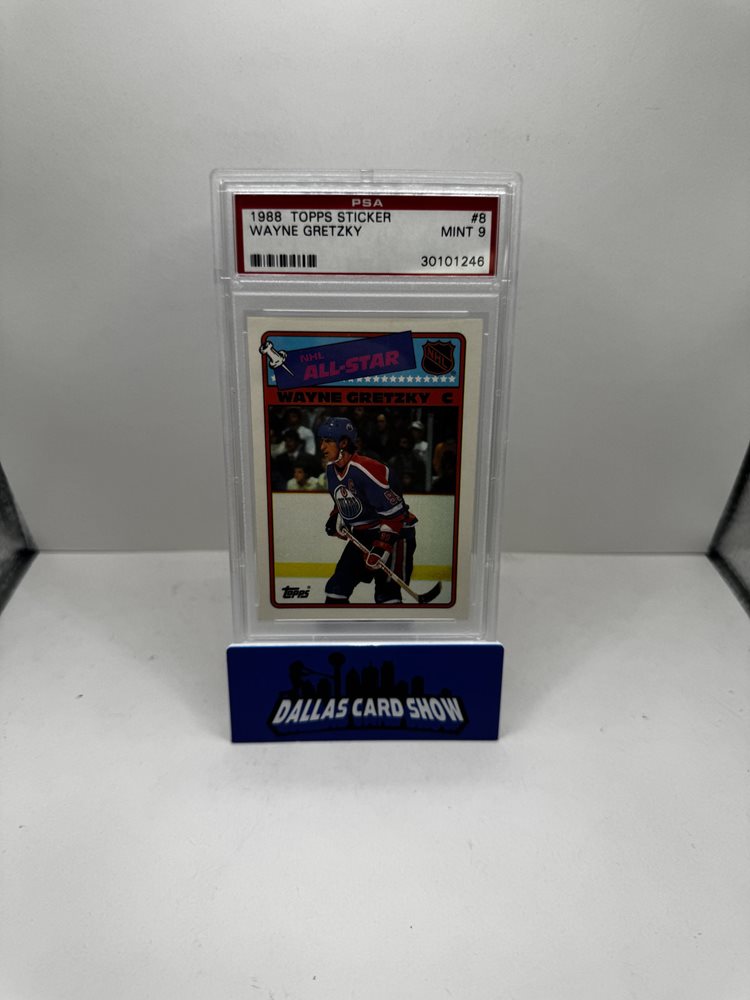 PSA
1988 TOPPS STICKER #8
WAYNE GRETZKY MINT 9
30101246
NHL
ALL-STAR
NHL
WAYNE GRETZKY C
TOPPS
DALLAS CARD SHOW